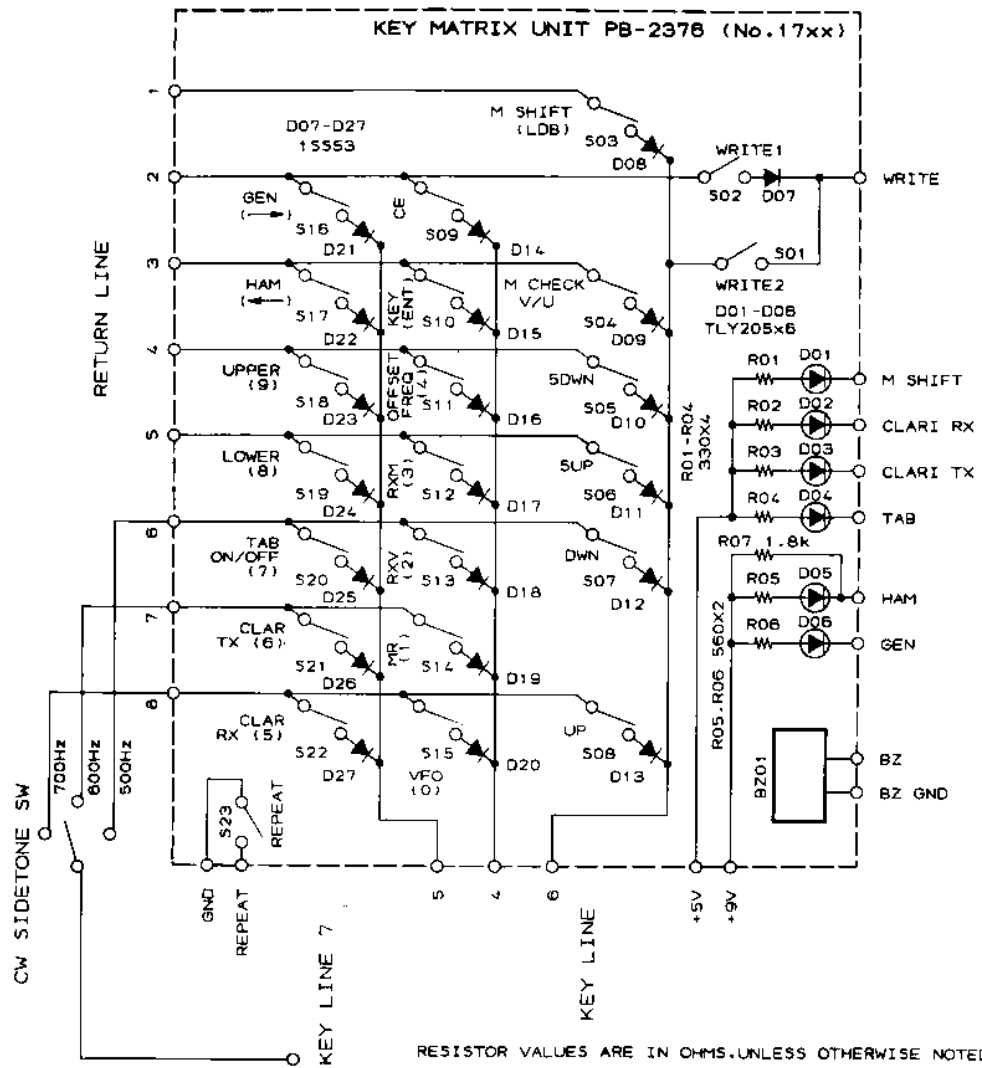 KEY MATRIX UNIT PB-2376 (No.17xx)
1
M SHIFT
(LDB)
S03
D08
D07-D27
1S553
WRITE1
2
S02
D07
WRITE
GEN
S16
D21
CE
S09
D14
S01
WRITE2
3
HAM
S17
D22
KEY
(ENT)
S10
D15
M CHECK
V/U
S04
D09
D01-D06
TLY205x6
RETURN LINE
4
UPPER
(9)
S18
D23
OFFSET
FREQ (4)
S11
D16
5DWN
S05
D10
R01-R04
330X4
R01
D01
M SHIFT
R02
D02
CLARI RX
5
LOWER
(8)
S19
D24
RXM
(3)
S12
D17
5UP
S06
D11
R03
D03
CLARI TX
R04
D04
TAB
6
TAB
ON/OFF
(7)
S20
D25
RXV
(2)
S13
D18
DWN
S07
D12
R07 1.8k
R05
D05
HAM
R06
D06
GEN
R05.R06 560X2
7
CLAR
TX (6)
S21
D26
MR
(1)
S14
D19
8
CLAR
RX (5)
S22
D27
VFO
(0)
S15
D20
UP
S08
D13
BZ01
BZ
BZ GND
700Hz
600Hz
500Hz
CW SIDETONE SW
S23
REPEAT
GND
REPEAT
5
4
6
+5V
+9V
KEY LINE 7
KEY LINE
RESISTOR VALUES ARE IN OHMS.UNLESS OTHERWISE NOTED